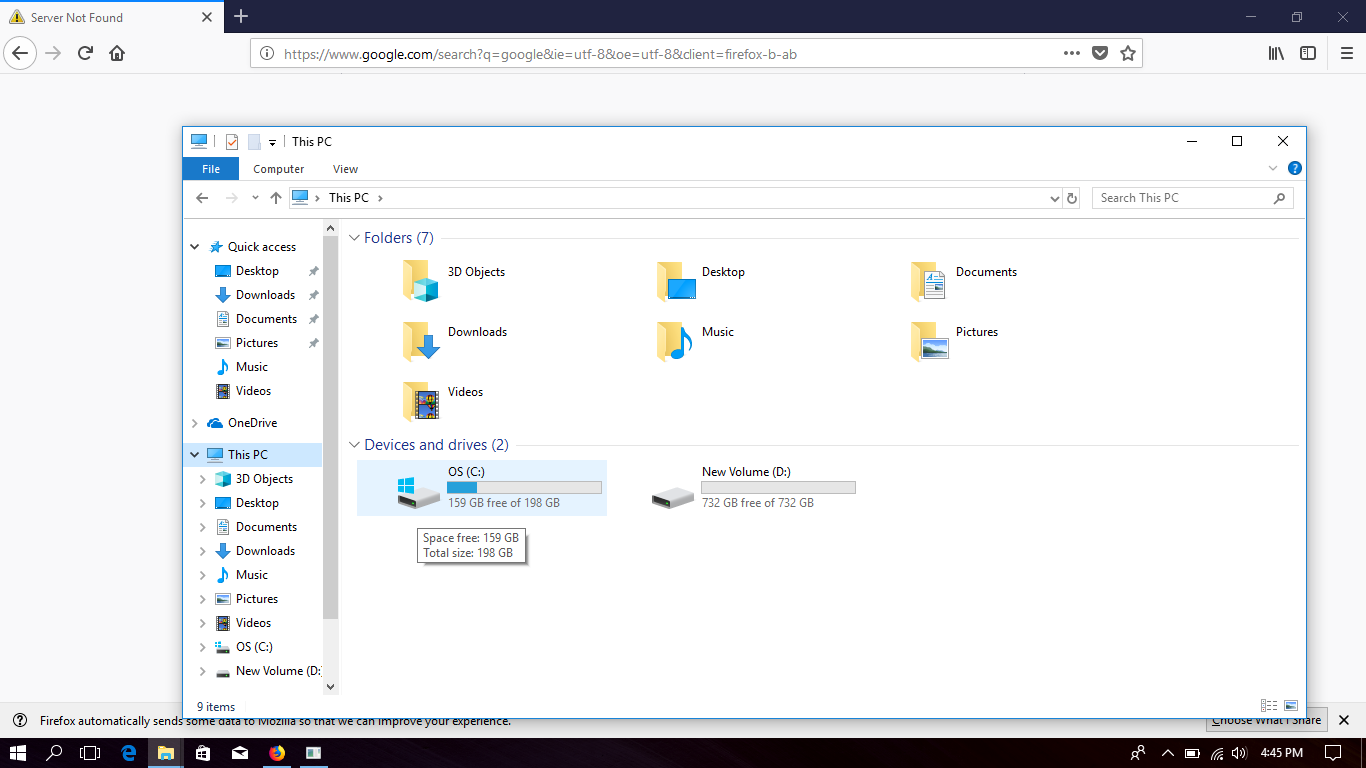 Server Not Found
https://www.google.com/search?q=google&ie=utf-8&oe=utf-8&client=firefox-b-ab
This PC
File Computer View
This PC
Search This PC
Quick access
Desktop
Downloads
Documents
Pictures
Music
Videos
OneDrive
This PC
3D Objects
Desktop
Documents
Downloads
Music
Pictures
Videos
OS (C:)
New Volume (D:
Folders (7)
3D Objects
Desktop
Documents
Downloads
Music
Pictures
Videos
Devices and drives (2)
OS (C:)
159 GB free of 198 GB
New Volume (D:)
732 GB free of 732 GB
Space free: 159 GB
Total size: 198 GB
9 items
Firefox automatically sends some data to Mozilla so that we can improve your experience.
Choose What I Share
4:45 PM